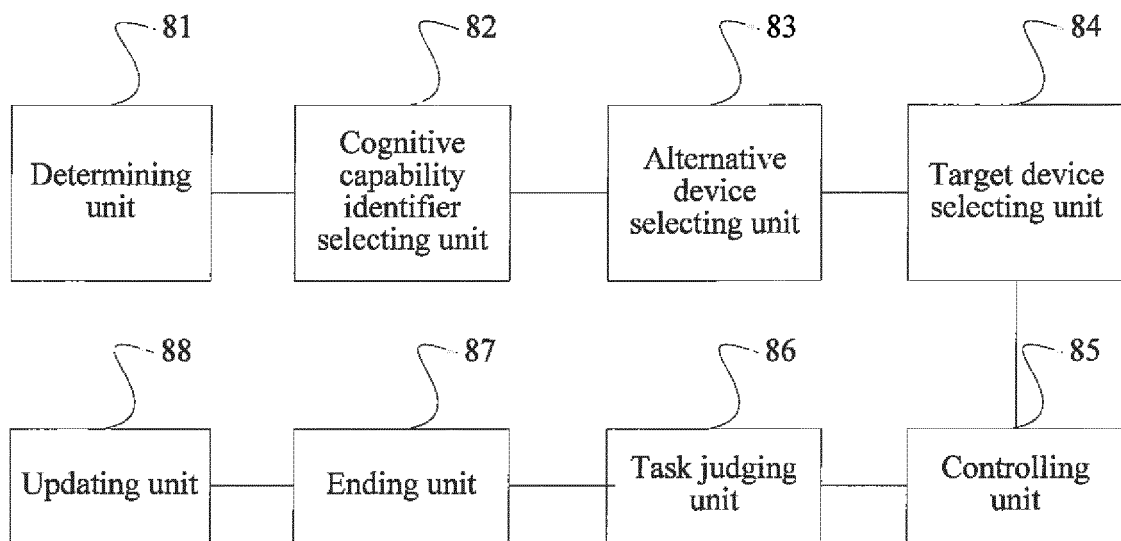 81
82
83
84
Determining
unit
Cognitive
capability
identifier
selecting unit
Alternative
device
selecting unit
Target device
selecting unit
88
87
86
85
Updating unit
Ending unit
Task judging
unit
Controlling
unit